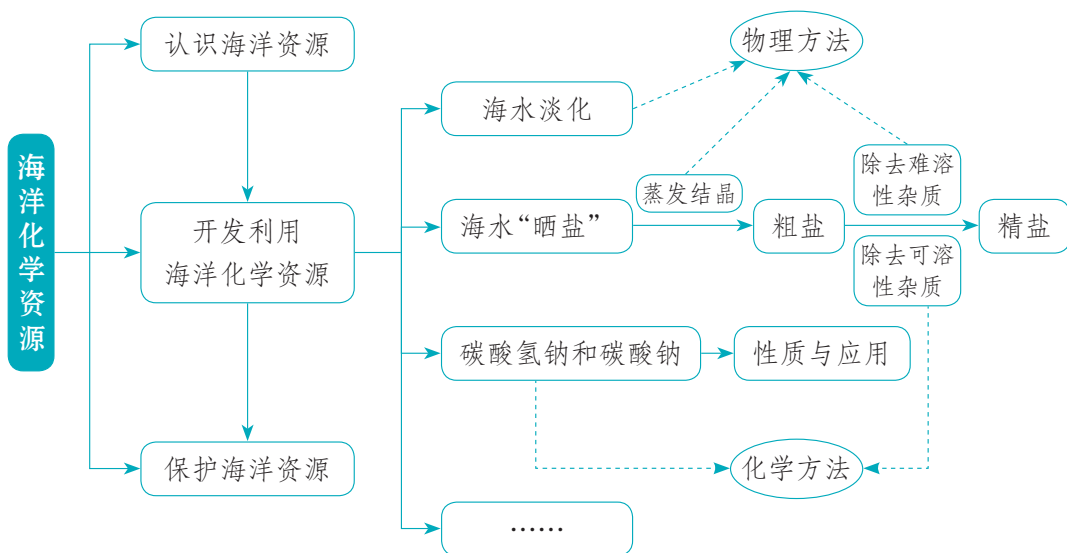 海洋化学资源
认识海洋资源
开发利用
海洋化学资源
保护海洋资源
海水淡化
物理方法
海水“晒盐”
蒸发结晶
粗盐
除去难溶
性杂质
除去可溶
性杂质
精盐
碳酸氢钠和碳酸钠
性质与应用
化学方法
……